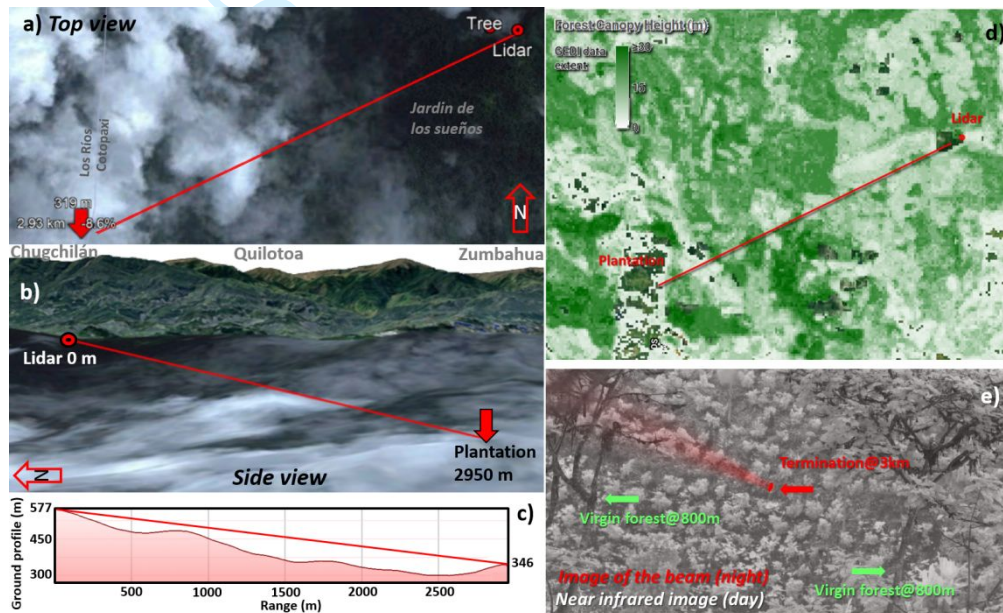 a) Top view
Tree
Lidar
Jardin de
los sueños
Los Ríos
Cotopaxi
319 m
2.93 km -8.6%
N
Chugchilán
Quilotoa
Zumbahua
b)
Lidar 0 m
Plantation
2950 m
N
Side view
c)
Ground profile (m)
577
450
300
346
500
1000
1500
2000
2500
Range (m)
d)
Forest Canopy Height (m)
GEDI data
extent
≥30
15
0
Lidar
Plantation
e)
Termination@3km
Virgin forest@800m
Virgin forest@800m
Image of the beam (night)
Near infrared image (day)